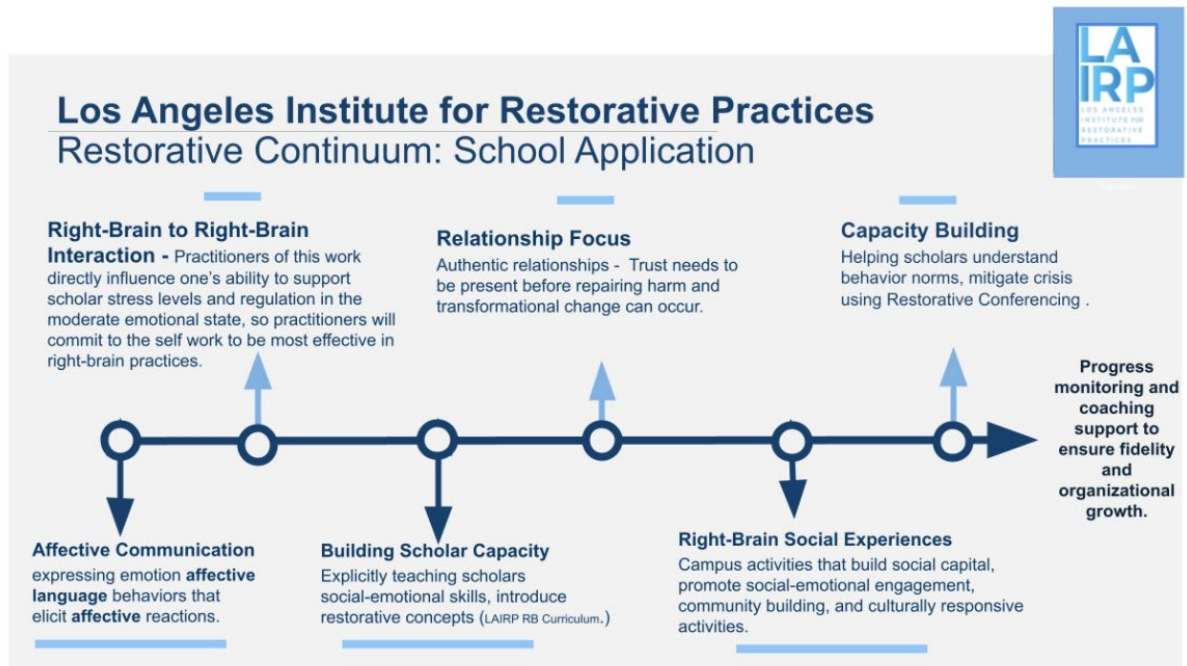 LA
IRP
LOS ANGELES
INSTITUTE FOR
RESTORATIVE
PRACTICES
Los Angeles Institute for Restorative Practices
Restorative Continuum: School Application
Right-Brain to Right-Brain
Interaction - Practitioners of this work
directly influence one's ability to support
scholar stress levels and regulation in the
moderate emotional state, so practitioners will
commit to the self work to be most effective in
right-brain practices.
Relationship Focus
Authentic relationships - Trust needs to
be present before repairing harm and
transformational change can occur.
Capacity Building
Helping scholars understand
behavior norms, mitigate crisis
using Restorative Conferencing .
Progress
monitoring and
coaching
support to
ensure fidelity
and
organizational
growth.
Affective Communication
expressing emotion affective
language behaviors that
elicit affective reactions.
Building Scholar Capacity
Explicitly teaching scholars
social-emotional skills, introduce
restorative concepts (LAIRP RB Curriculum.)
Right-Brain Social Experiences
Campus activities that build social capital,
promote social-emotional engagement,
community building, and culturally responsive
activities.